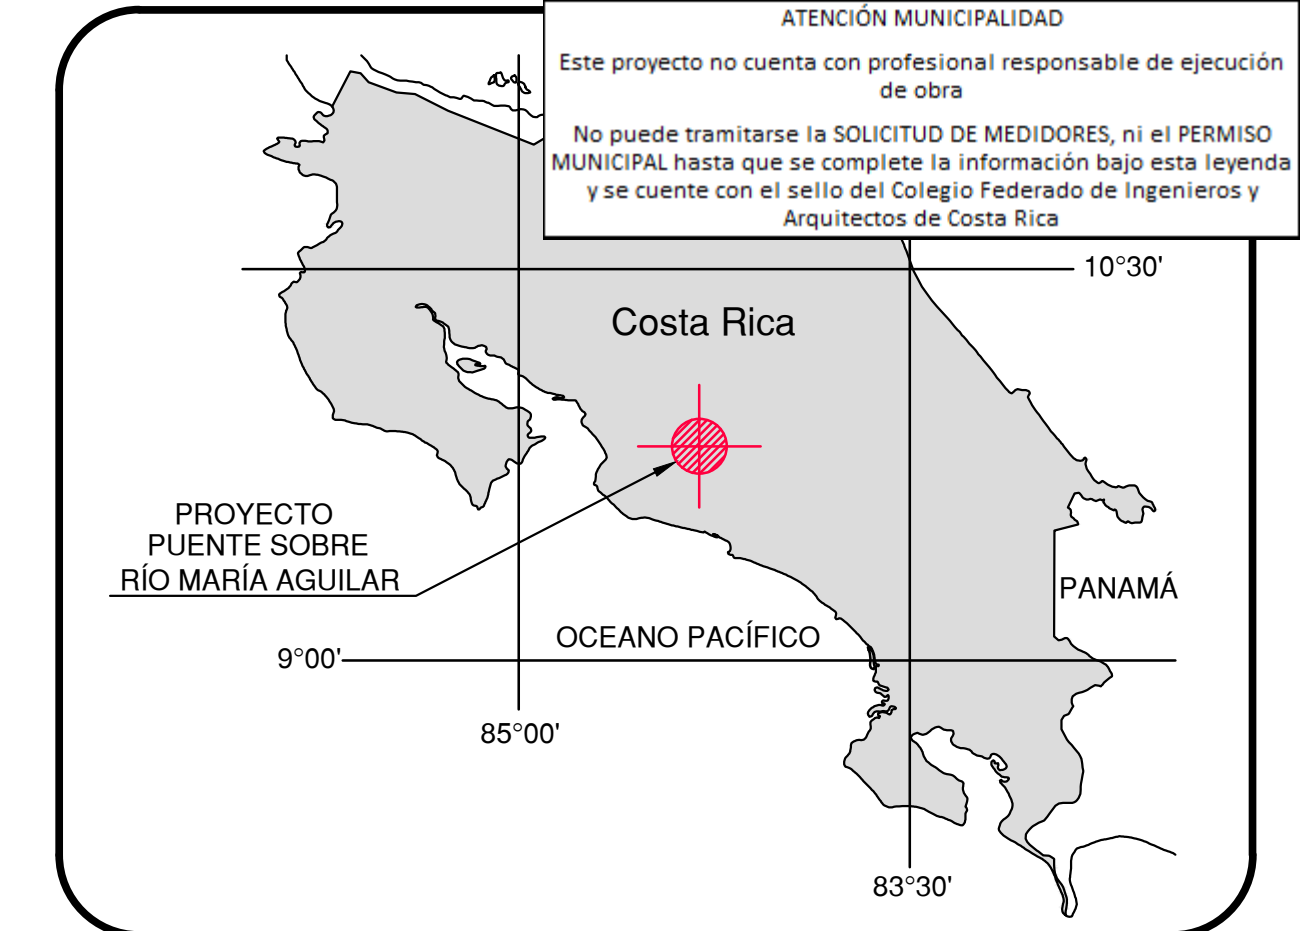 ATENCIÓN MUNICIPALIDAD
Este proyecto no cuenta con profesional responsable de ejecución
de obra
No puede tramitarse la SOLICITUD DE MEDIDORES, ni el PERMISO
MUNICIPAL hasta que se complete la información bajo esta leyenda
y se cuente con el sello del Colegio Federado de Ingenieros y
Arquitectos de Costa Rica
10°30'
Costa Rica
PROYECTO
PUENTE SOBRE
RÍO MARÍA AGUILAR
PANAMÁ
OCEANO PACÍFICO
9°00'
85°00'
83°30'